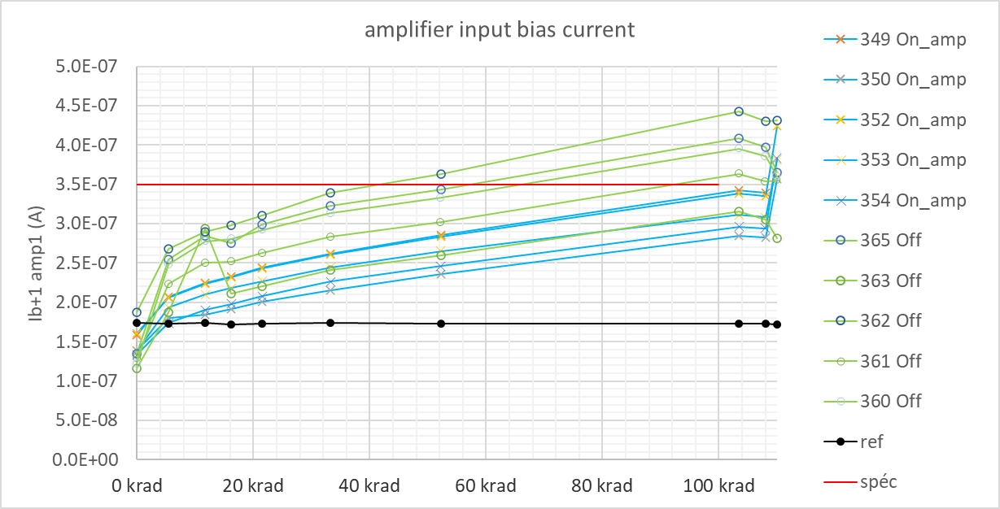 amplifier input bias current
Ib+1 amp1 (A)
5.0E-07
4.5E-07
4.0E-07
3.5E-07
3.0E-07
2.5E-07
2.0E-07
1.5E-07
1.0E-07
5.0E-08
0.0E+00
0 krad 20 krad 40 krad 60 krad 80 krad 100 krad
349 On_amp
350 On_amp
352 On_amp
353 On_amp
354 On_amp
365 Off
363 Off
362 Off
361 Off
360 Off
ref
spéc